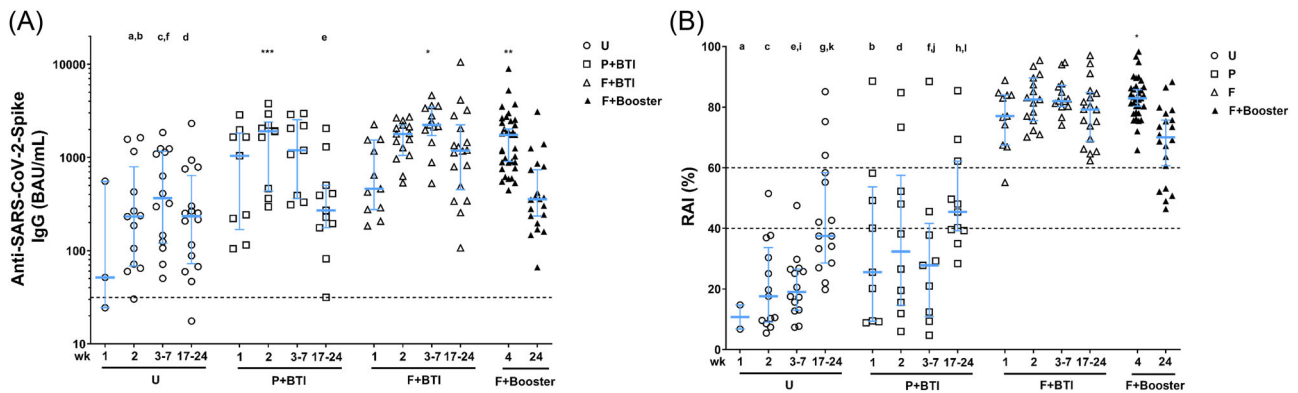 (A)
a,b c,f d e
*** * **
Anti-SARS-CoV-2-Spike
IgG (BAU/mL)
10000
1000
100
10
wk 1 2 3-7 17-24 1 2 3-7 17-24 1 2 3-7 17-24 4 24
U P+BTI F+BTI F+Booster
U
P+BTI
F+BTI
F+Booster
(B)
a c e,i g,k b d f,j h,l *
RAI (%)
100
80
60
40
20
0
wk 1 2 3-7 17-24 1 2 3-7 17-24 1 2 3-7 17-24 4 24
U P+BTI F+BTI F+Booster
U
P
F
F+Booster